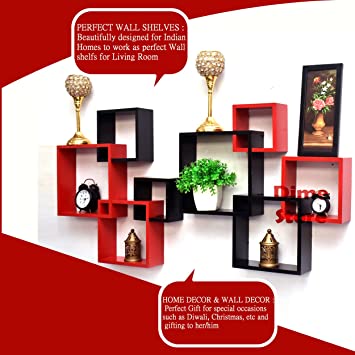 PERFECT WALL SHELVES :
Beautifully designed for Indian
Homes to work as perfect Wall
shelfs for Living Room
Dime
Store
HOME DECOR & WALL DECOR :
Perfect Gift for special occasions
such as Diwali, Christmas, etc and
gifting to her/him